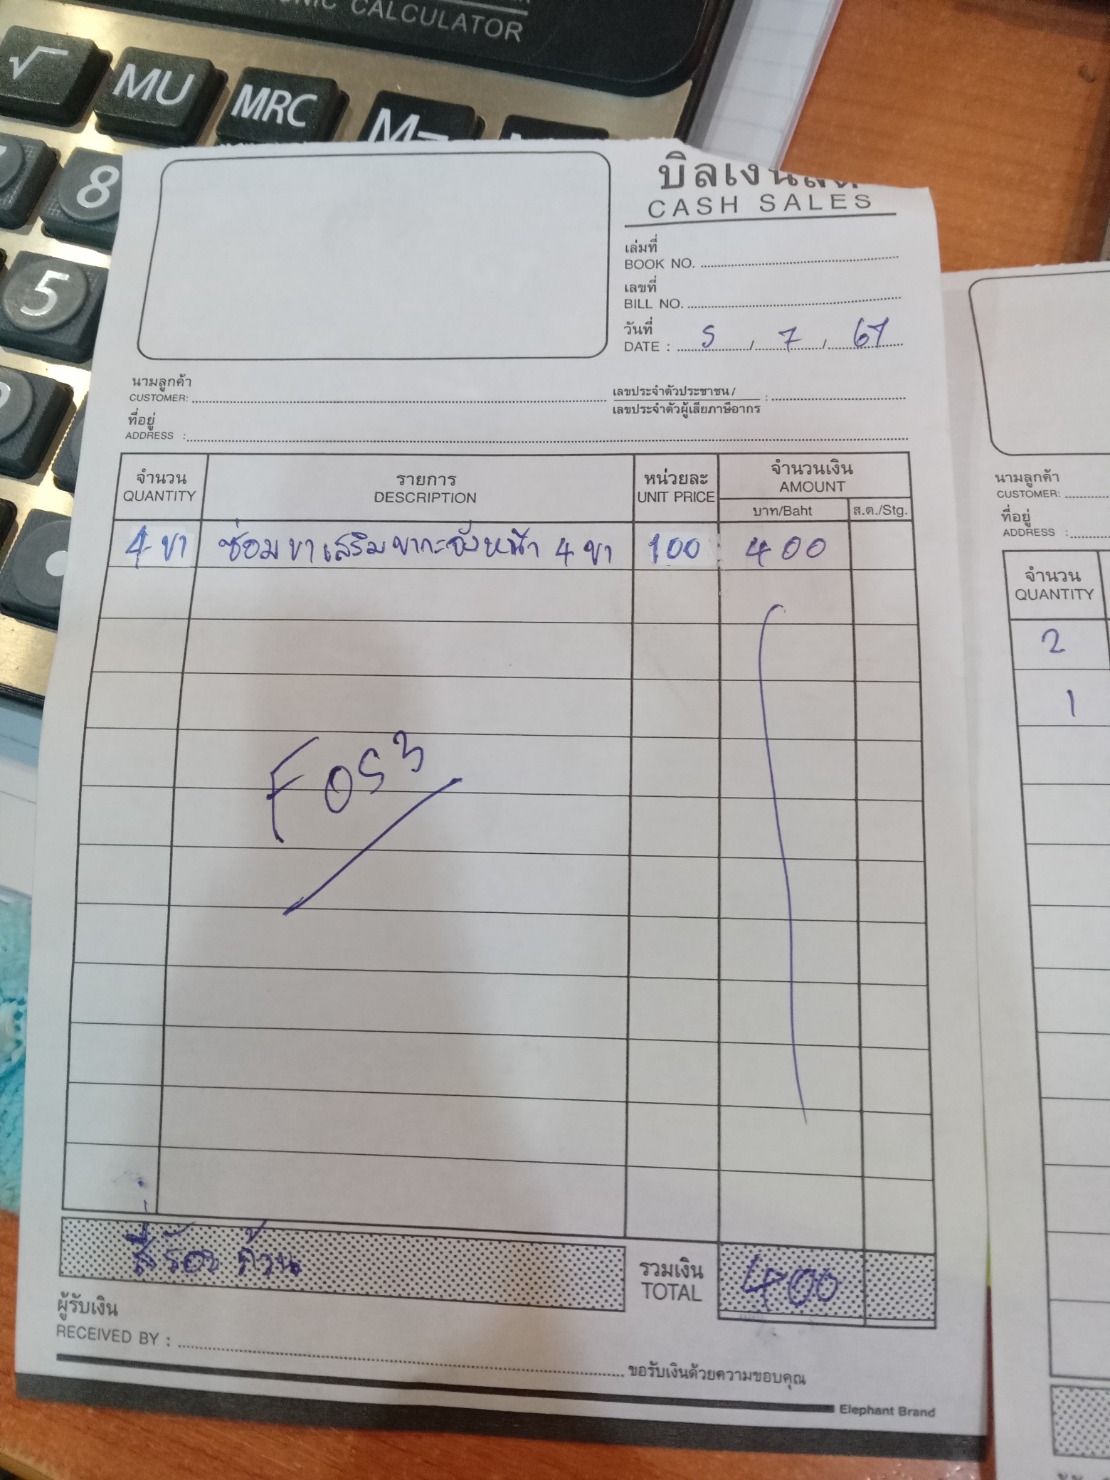 CALCULATOR
√
MU
MRC
M−
8
5
บิลเงินสด
CASH SALES
เล่มที่
BOOK NO.
เลขที่
BILL NO.
วันที่
DATE : 5 / 7 / 67
นามลูกค้า
CUSTOMER:
เลขประจำตัวประชาชน /
เลขประจำตัวผู้เสียภาษีอากร :
ที่อยู่
ADDRESS :
จำนวน รายการ หน่วยละ จำนวนเงิน
QUANTITY DESCRIPTION UNIT PRICE AMOUNT
บาท/Baht ส.ต./Stg.
4 ขา ซ่อมขาเสริมขากะจังหน้า 4 ขา 100 400
FOS3
สี่ร้อยถ้วน
รวมเงิน 400
TOTAL
ผู้รับเงิน
RECEIVED BY :
ขอรับเงินด้วยความขอบคุณ
Elephant Brand
นามลูกค้า
CUSTOMER:
ที่อยู่
ADDRESS :
จำนวน
QUANTITY
2
1